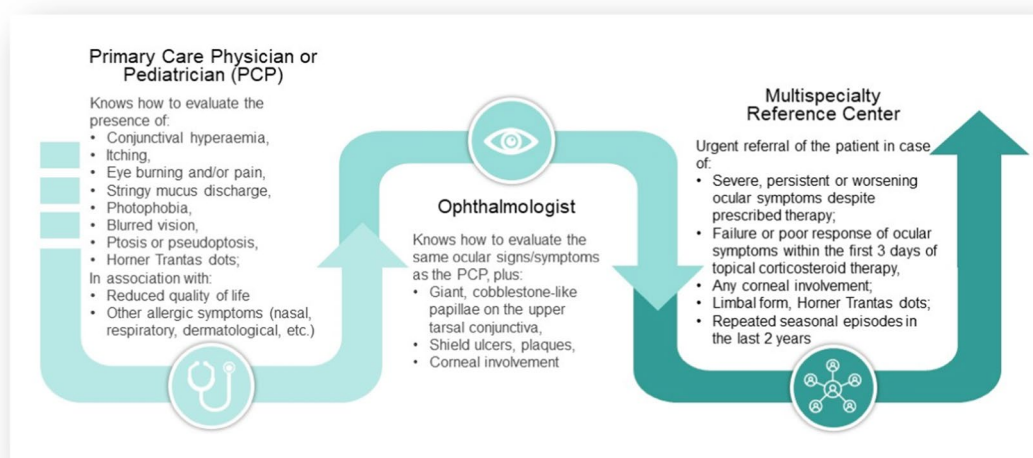 Primary Care Physician or
Pediatrician (PCP)
Knows how to evaluate the
presence of:
• Conjunctival hyperaemia,
• Itching,
• Eye burning and/or pain,
• Stringy mucus discharge,
• Photophobia,
• Blurred vision,
• Ptosis or pseudoptosis,
• Horner Trantas dots;
In association with:
• Reduced quality of life
• Other allergic symptoms (nasal,
respiratory, dermatological, etc.)
Ophthalmologist
Knows how to evaluate the
same ocular signs/symptoms
as the PCP, plus:
• Giant, cobblestone-like
papillae on the upper
tarsal conjunctiva,
• Shield ulcers, plaques,
• Corneal involvement
Multispecialty
Reference Center
Urgent referral of the patient in case
of:
• Severe, persistent or worsening
ocular symptoms despite
prescribed therapy;
• Failure or poor response of ocular
symptoms within the first 3 days of
topical corticosteroid therapy,
• Any corneal involvement;
• Limbal form, Horner Trantas dots;
• Repeated seasonal episodes in
the last 2 years